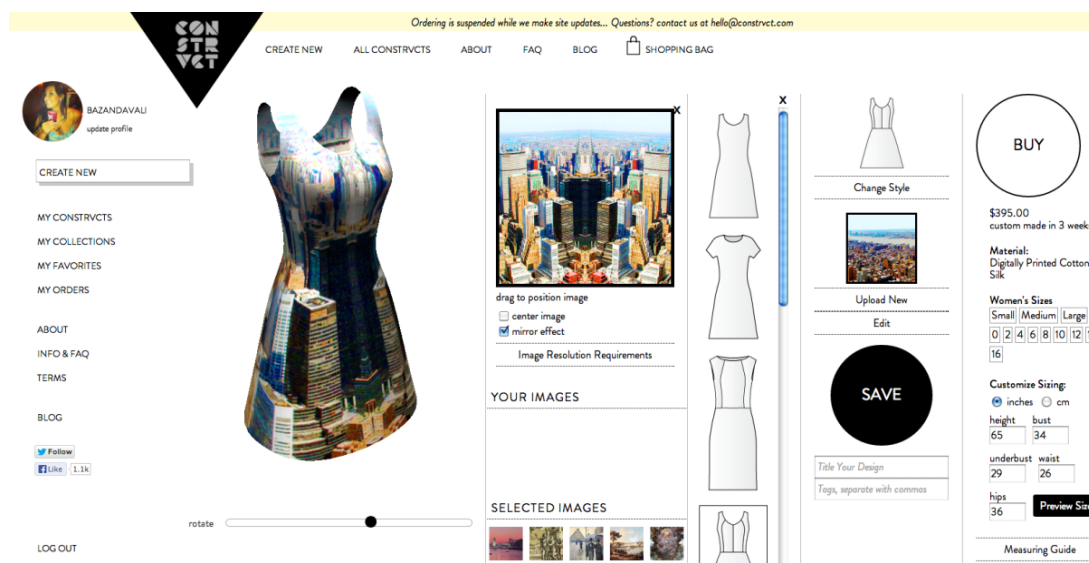 Ordering is suspended while we make site updates... Questions? contact us at hello@constrvct.com
CON
STR
VCT
CREATE NEW
ALL CONSTRVCTS
ABOUT
FAQ
BLOG
SHOPPING BAG
BAZANDAVALI
update profile
CREATE NEW
MY CONSTRVCTS
MY COLLECTIONS
MY FAVORITES
MY ORDERS
ABOUT
INFO & FAQ
TERMS
BLOG
Follow
Like 1.1k
LOG OUT
rotate
x
drag to position image
center image
mirror effect
Image Resolution Requirements
YOUR IMAGES
SELECTED IMAGES
X
Change Style
Upload New
Edit
SAVE
Title Your Design
Tags, separate with commas
BUY
$395.00
custom made in 3 week
Material:
Digitally Printed Cotton
Silk
Women's Sizes
Small Medium Large
0 2 4 6 8 10 12
16
Customize Sizing:
inches cm
height bust
65 34
underbust waist
29 26
hips
36
Preview Siz
Measuring Guide